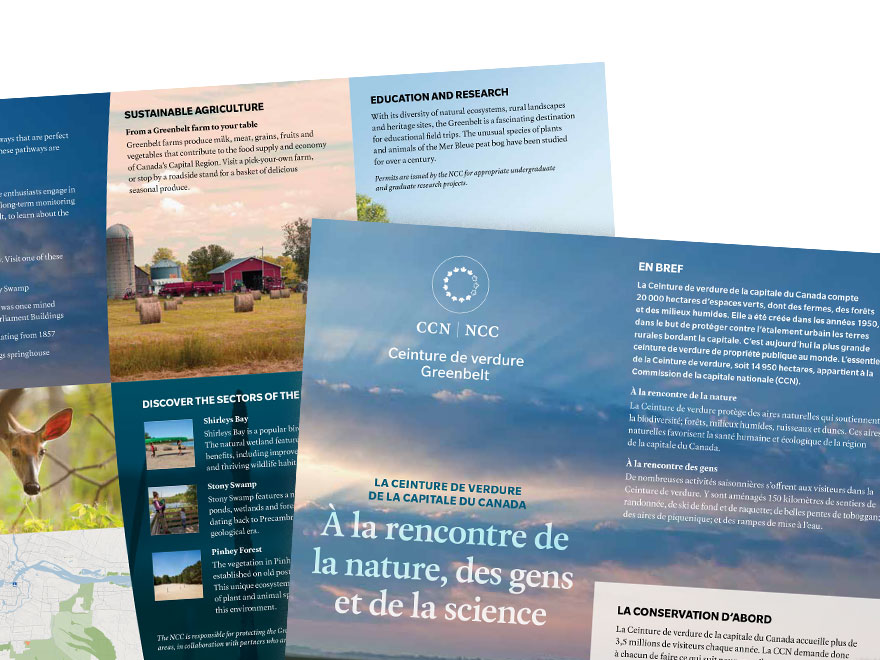 ways that are perfect
hese pathways are
e enthusiasts engage in
long-term monitoring
lt, to learn about the
y. Visit one of these
y Swamp
was once mined
rliament Buildings
ating from 1857
gs springhouse
SUSTAINABLE AGRICULTURE
From a Greenbelt farm to your table
Greenbelt farms produce milk, meat, grains, fruits and
vegetables that contribute to the food supply and economy
of Canada's Capital Region. Visit a pick-your-own farm,
or stop by a roadside stand for a basket of delicious
seasonal produce.
EDUCATION AND RESEARCH
With its diversity of natural ecosystems, rural landscapes
and heritage sites, the Greenbelt is a fascinating destination
for educational field trips. The unusual species of plants
and animals of the Mer Bleue peat bog have been studied
for over a century.
Permits are issued by the NCC for appropriate undergraduate
and graduate research projects.
DISCOVER THE SECTORS OF THE
Shirleys Bay
Shirleys Bay is a popular bir
The natural wetland featur
benefits, including improve
and thriving wildlife habit
Stony Swamp
Stony Swamp features a n
ponds, wetlands and fores
dating back to Precambr
geological era.
Pinhey Forest
The vegetation in Pinh
established on old post
This unique ecosystem
of plant and animal sp
this environment.
The NCC is responsible for protecting the Gre
areas, in collaboration with partners who ar
CCN | NCC
Ceinture de verdure
Greenbelt
LA CEINTURE DE VERDURE
DE LA CAPITALE DU CANADA
À la rencontre de
la nature, des gens
et de la science
EN BREF
La Ceinture de verdure de la capitale du Canada compte
20 000 hectares d'espaces verts, dont des fermes, des forêts
et des milieux humides. Elle a été créée dans les années 1950,
dans le but de protéger contre l'étalement urbain les terres
rurales bordant la capitale. C'est aujourd'hui la plus grande
ceinture de verdure de propriété publique au monde. L'essentie
de la Ceinture de verdure, soit 14 950 hectares, appartient à la
Commission de la capitale nationale (CCN).
À la rencontre de la nature
La Ceinture de verdure protège des aires naturelles qui soutiennent
la biodiversité; forêts, milieux humides, ruisseaux et dunes. Ces aires
naturelles favorisent la santé humaine et écologique de la région
de la capitale du Canada.
À la rencontre des gens
De nombreuses activités saisonnières s'offrent aux visiteurs dans la
Ceinture de verdure. Y sont aménagés 150 kilomètres de sentiers de
randonnée, de ski de fond et de raquette; de belles pentes de toboggan;
des aires de piquenique; et des rampes de mise à l'eau.
LA CONSERVATION D'ABORD
La Ceinture de verdure de la capitale du Canada accueille plus de
3,5 millions de visiteurs chaque année. La CCN demande donc
à chacun de faire ce qui suit